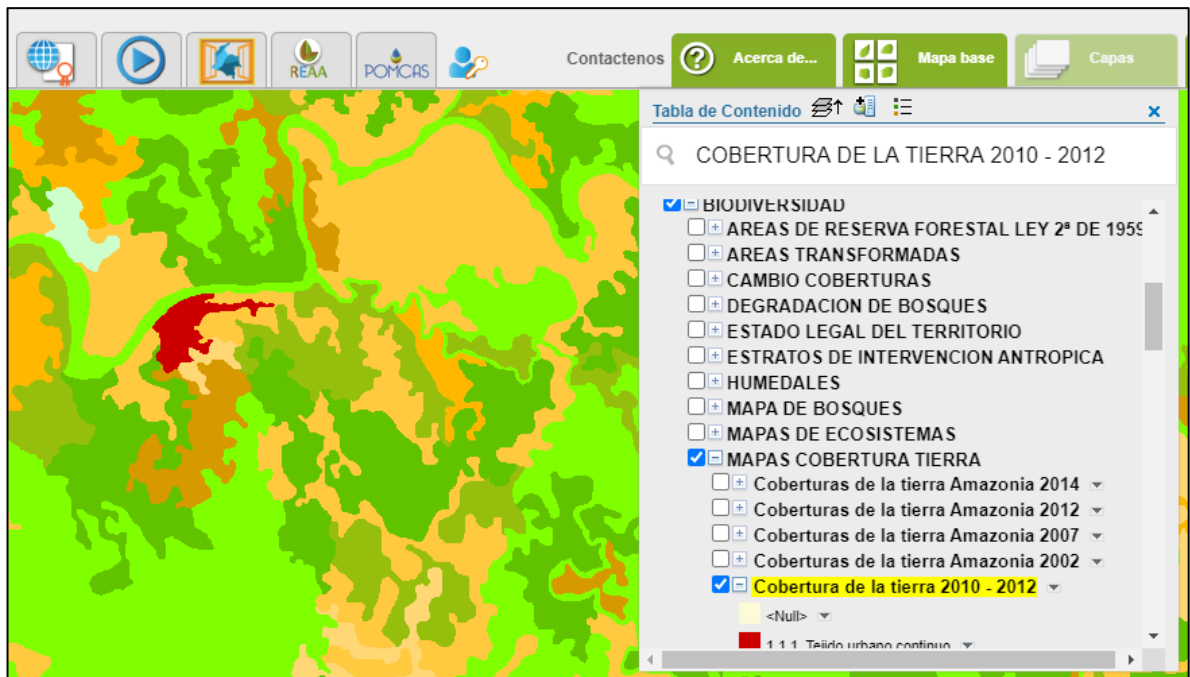 REAA
POMCAS
Contactenos
Acerca de...
Mapa base
Capas
Tabla de Contenido
COBERTURA DE LA TIERRA 2010 - 2012
BIODIVERSIDAD
AREAS DE RESERVA FORESTAL LEY 2ª DE 1959
AREAS TRANSFORMADAS
CAMBIO COBERTURAS
DEGRADACION DE BOSQUES
ESTADO LEGAL DEL TERRITORIO
ESTRATOS DE INTERVENCION ANTROPICA
HUMEDALES
MAPA DE BOSQUES
MAPAS DE ECOSISTEMAS
MAPAS COBERTURA TIERRA
Coberturas de la tierra Amazonia 2014
Coberturas de la tierra Amazonia 2012
Coberturas de la tierra Amazonia 2007
Coberturas de la tierra Amazonia 2002
Cobertura de la tierra 2010 - 2012
<Null>
1.1.1. Tejido urbano continuo